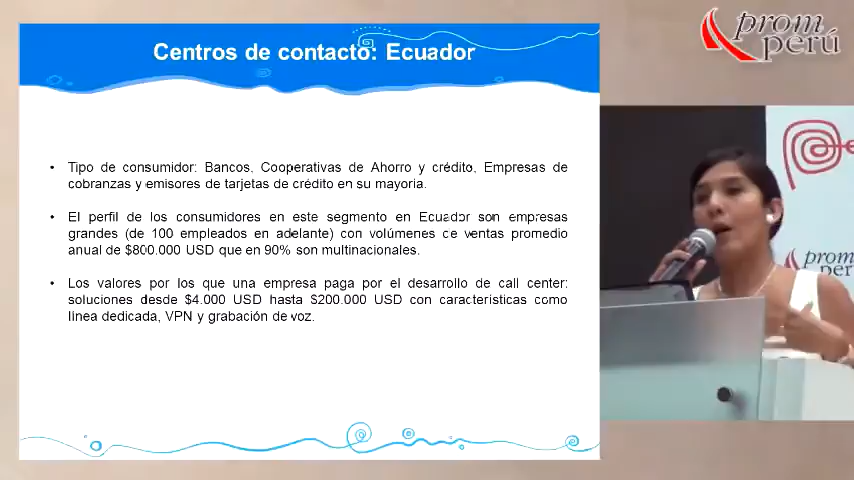 Centros de contacto: Ecuador
prom
perú
• Tipo de consumidor: Bancos, Cooperativas de Ahorro y crédito, Empresas de
cobranzas y emisores de tarjetas de crédito en su mayoria.
• El perfil de los consumidores en este segmento en Ecuador son empresas
grandes (de 100 empleados en adelante) con volúmenes de ventas promedio
anual de $800.000 USD que en 90% son multinacionales.
• Los valores por los que una empresa paga por el desarrollo de call center:
soluciones desde $4.000 USD hasta $200.000 USD con características como
línea dedicada, VPN y grabación de voz.
prom
per